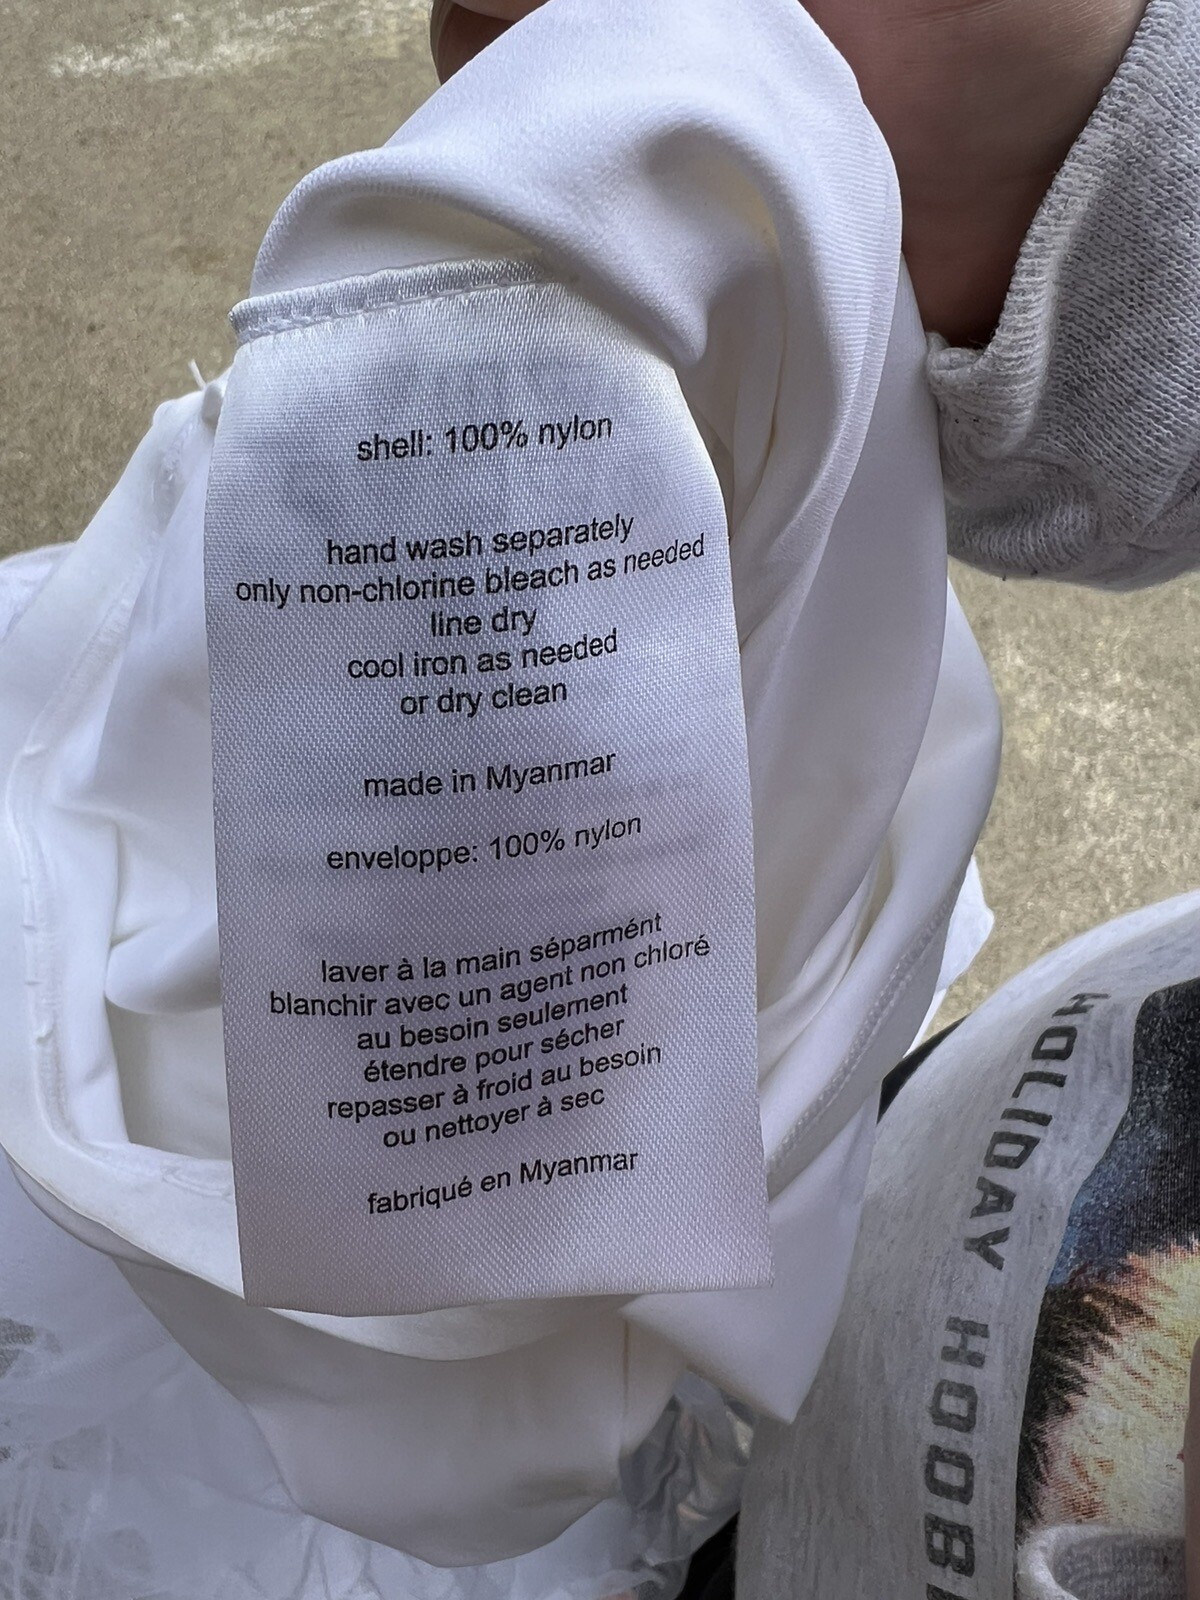 shell: 100% nylon
hand wash separately
only non-chlorine bleach as needed
line dry
cool iron as needed
or dry clean
made in Myanmar
enveloppe: 100% nylon
laver à la main séparmént
blanchir avec un agent non chloré
au besoin seulement
étendre pour sécher
repasser à froid au besoin
ou nettoyer à sec
fabriqué en Myanmar
HOLIDAY